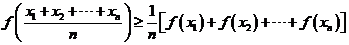 f((x₁+x₂+⋯+xₙ)/n) ≥ (1/n)[f(x₁)+f(x₂)+⋯+f(xₙ)]